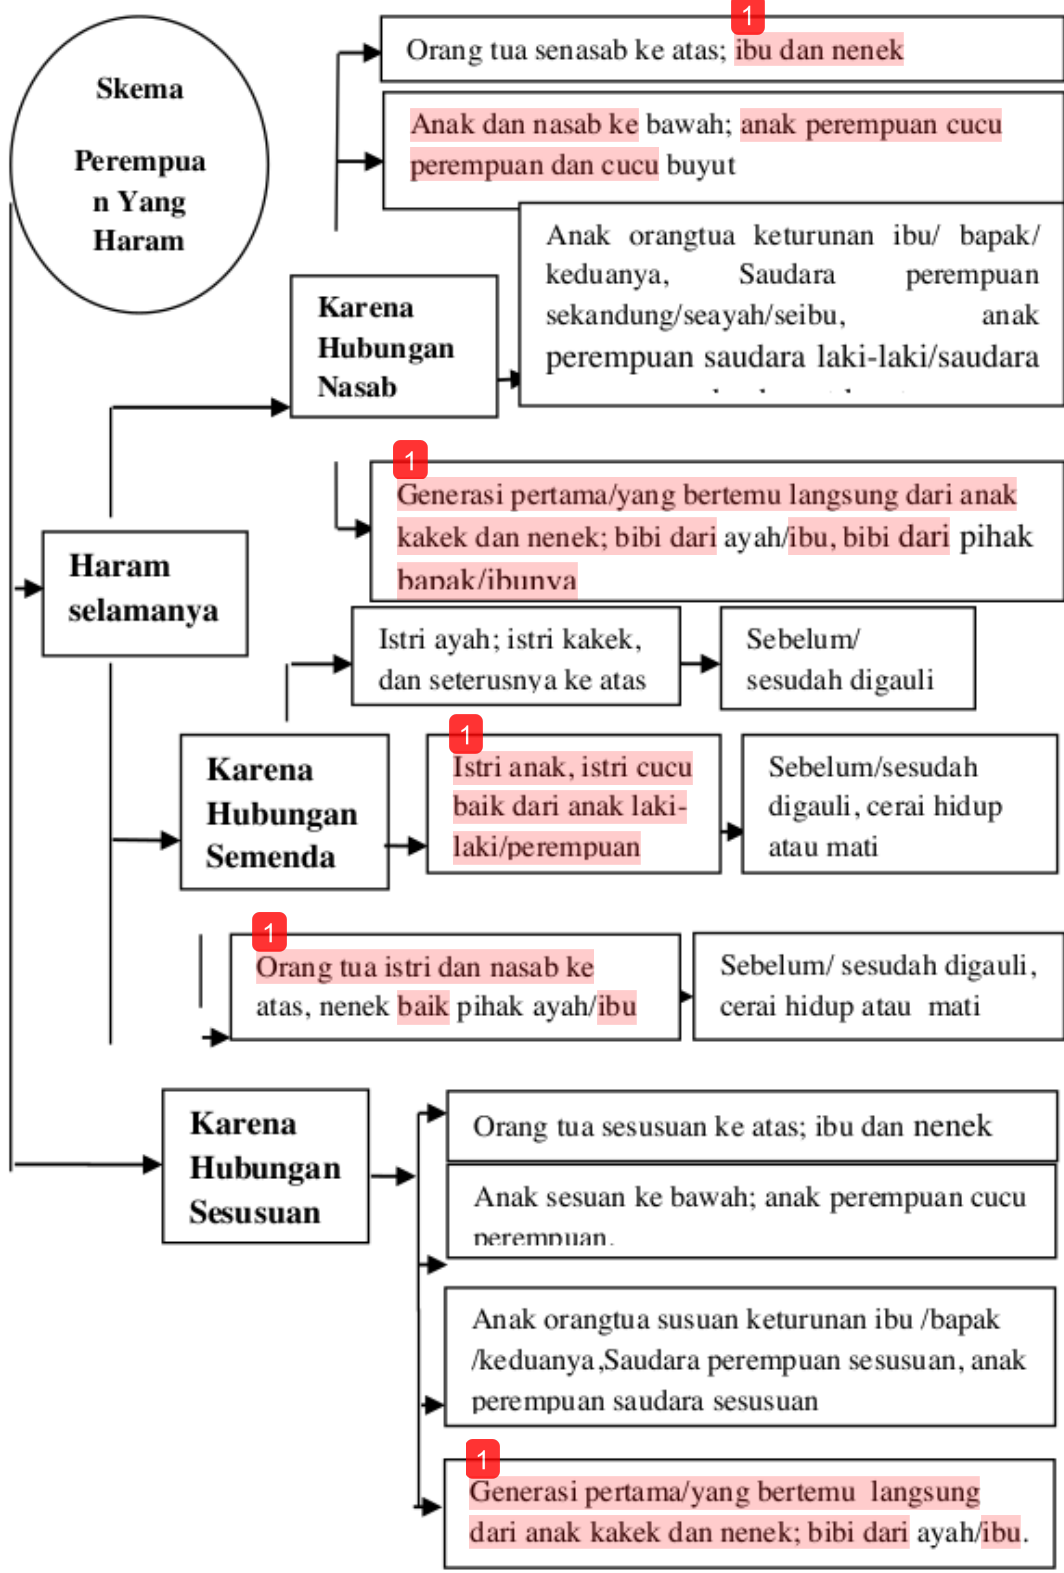 Skema
Perempua
n Yang
Haram
1
Orang tua senasab ke atas; ibu dan nenek
Anak dan nasab ke bawah; anak perempuan cucu
perempuan dan cucu buyut
Anak orangtua keturunan ibu/ bapak/
keduanya, Saudara perempuan
sekandung/seayah/seibu, anak
perempuan saudara laki-laki/saudara
Karena
Hubungan
Nasab
1
Generasi pertama/yang bertemu langsung dari anak
kakek dan nenek; bibi dari ayah/ibu, bibi dari pihak
bapak/ibunya
Haram
selamanya
Istri ayah; istri kakek,
dan seterusnya ke atas
Sebelum/
sesudah digauli
Karena
Hubungan
Semenda
1
Istri anak, istri cucu
baik dari anak laki-
laki/perempuan
Sebelum/sesudah
digauli, cerai hidup
atau mati
1
Orang tua istri dan nasab ke
atas, nenek baik pihak ayah/ibu
Sebelum/ sesudah digauli,
cerai hidup atau mati
Karena
Hubungan
Sesusuan
Orang tua sesusuan ke atas; ibu dan nenek
Anak sesuan ke bawah; anak perempuan cucu
perempuan.
Anak orangtua susuan keturunan ibu /bapak
/keduanya,Saudara perempuan sesusuan, anak
perempuan saudara sesusuan
1
Generasi pertama/yang bertemu langsung
dari anak kakek dan nenek; bibi dari ayah/ibu.